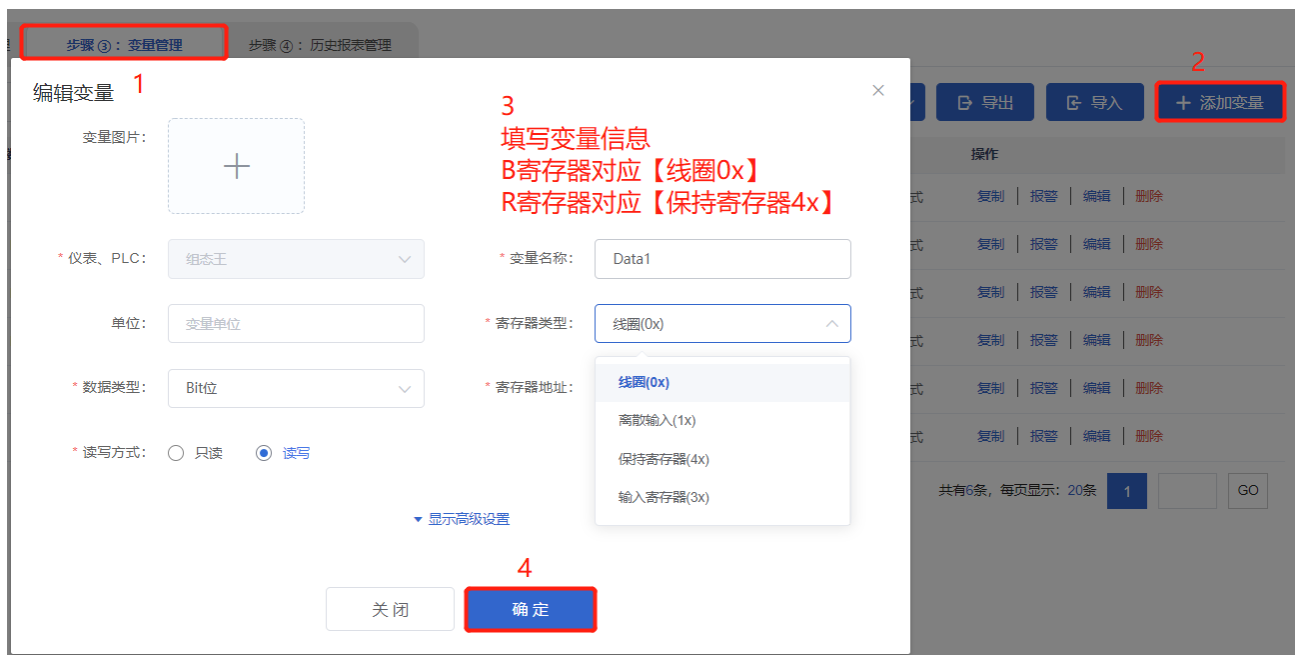 步骤③：变量管理
步骤④：历史报表管理
1
2
编辑变量
导出
导入
添加变量
3
填写变量信息
B寄存器对应【线圈0x】
R寄存器对应【保持寄存器4x】
变量图片：
操作
式 复制 报警 编辑 删除
式 复制 报警 编辑 删除
式 复制 报警 编辑 删除
式 复制 报警 编辑 删除
式 复制 报警 编辑 删除
式 复制 报警 编辑 删除
* 仪表、PLC： 组态王
* 变量名称： Data1
单位： 变量单位
* 寄存器类型： 线圈(0x)
* 数据类型： Bit位
* 寄存器地址：
线圈(0x)
离散输入(1x)
保持寄存器(4x)
输入寄存器(3x)
* 读写方式： 只读 读写
共有6条，每页显示：20条 1 GO
显示高级设置
4
关闭
确定